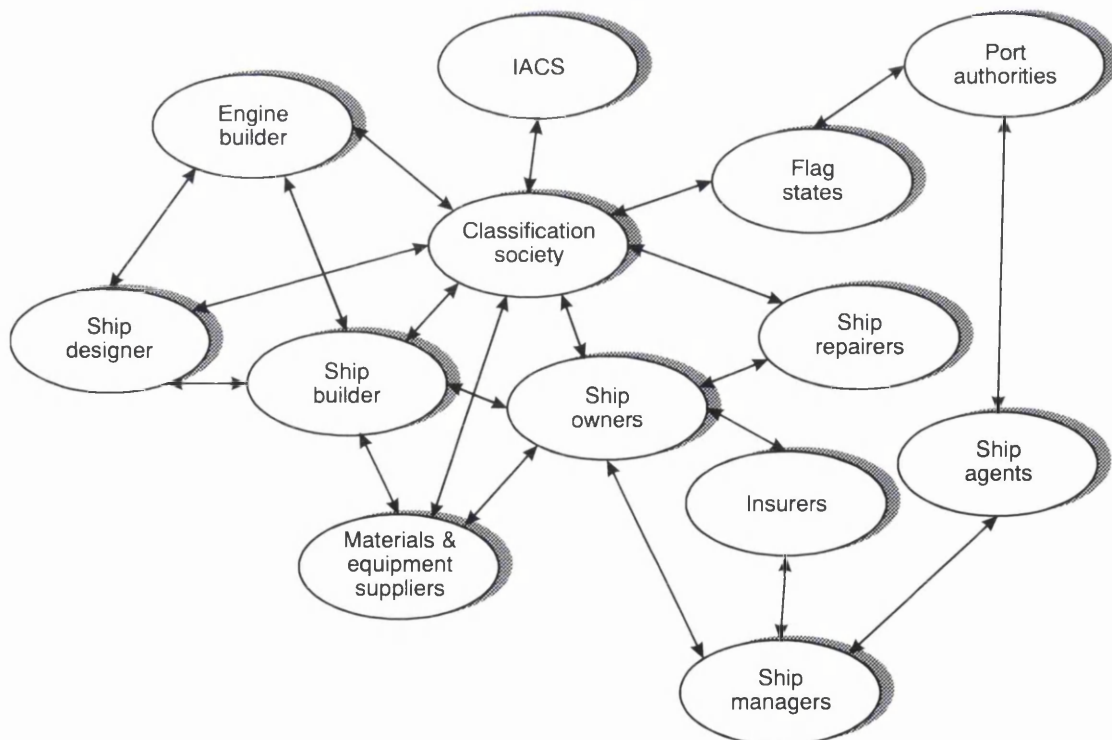 IACS
Port
authorities
Engine
builder
Flag
states
Classification
society
Ship
designer
Ship
builder
Ship
owners
Ship
repairers
Ship
agents
Insurers
Materials &
equipment
suppliers
Ship
managers